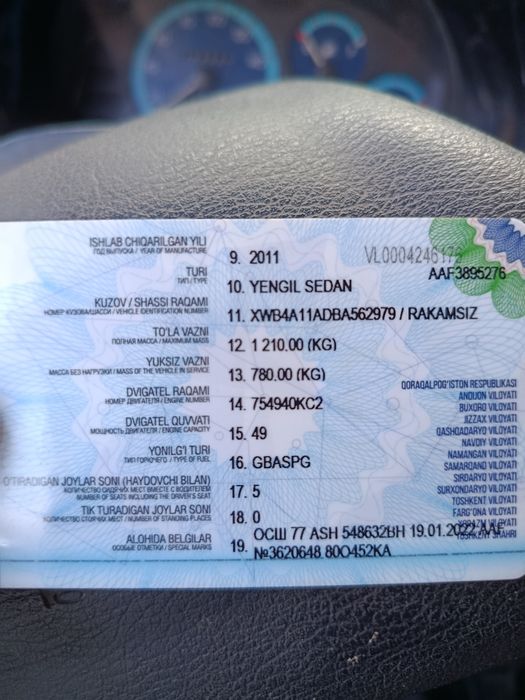 ISHLAB CHIQARILGAN YILI
ГОД ВЫПУСКА / YEAR OF MANUFACTURE
9. 2011
VL0004246176
AAF3895276
TURI
ТИП / TYPE
10. YENGIL SEDAN
KUZOV / SHASSI RAQAMI
НОМЕР КУЗОВА/ШАССИ / VEHICLE IDENTIFICATION NUMBER
11. XWB4A11ADBA562979 / RAKAMSIZ
TO'LA VAZNI
ПОЛНАЯ МАССА / MAXIMUM MASS
12. 1 210.00 (KG)
YUKSIZ VAZNI
МАССА БЕЗ НАГРУЗКИ / MASS OF THE VEHICLE IN SERVICE
13. 780.00 (KG)
DVIGATEL RAQAMI
НОМЕР ДВИГАТЕЛЯ / ENGINE NUMBER
14. 754940KC2
DVIGATEL QUVVATI
МОЩНОСТЬ ДВИГАТЕЛЯ / ENGINE CAPACITY
15. 49
YONILG'I TURI
ТИП ГОРЮЧЕГО / TYPE OF FUEL
16. GBASPG
O'TIRADIGAN JOYLAR SONI (HAYDOVCHI BILAN)
КОЛИЧЕСТВО СИДЯЧИХ МЕСТ ВМЕСТЕ С ВОДИТЕЛЕМ
NUMBER OF SEATS INCLUDING THE DRIVER'S SEAT
17. 5
TIK TURADIGAN JOYLAR SONI
КОЛИЧЕСТВО СТОЯЧИХ МЕСТ / NUMBER OF STANDING PLACES
18. 0
ALOHIDA BELGILAR
ОСОБЫЕ ОТМЕТКИ / SPECIAL MARKS
19. ОСШ 77 ASH 548632ВН 19.01.2022 AAF
№3620648 80O452KA
QORAQALPOG'ISTON RESPUBLIKASI
ANDIJON VILOYATI
BUXORO VILOYATI
JIZZAX VILOYATI
QASHQADARYO VILOYATI
NAVOIY VILOYATI
NAMANGAN VILOYATI
SAMARQAND VILOYATI
SIRDARYO VILOYATI
SURXONDARYO VILOYATI
TOSHKENT VILOYATI
FARG'ONA VILOYATI
XORAZM VILOYATI
TOSHKENT SHAHRI